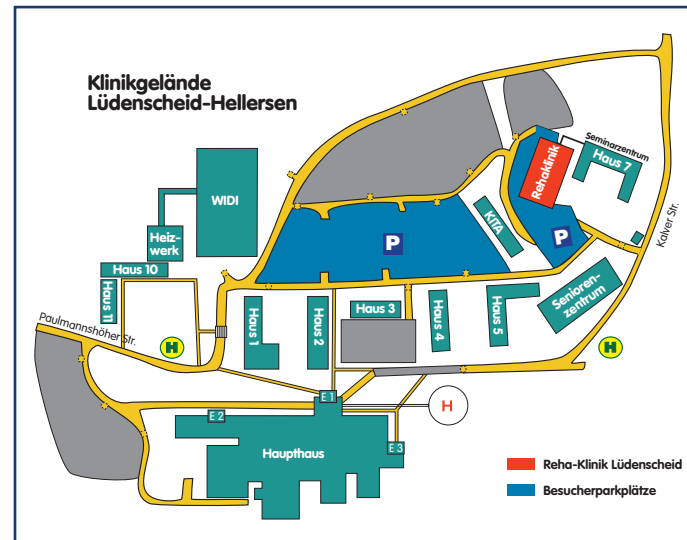 Klinikgelände
Lüdenscheid-Hellersen
Seminarzentrum
Haus 7
Rehaklinik
WIDI
KITA
P
P
Kalver Str.
Heiz-
werk
Haus 10
Haus 11
Senioren-
zentrum
Paulmannshöher Str.
H
Haus 1
Haus 2
Haus 3
Haus 4
Haus 5
H
E 1
H
E 2
E 3
Haupthaus
Reha-Klinik Lüdenscheid
Besucherparkplätze